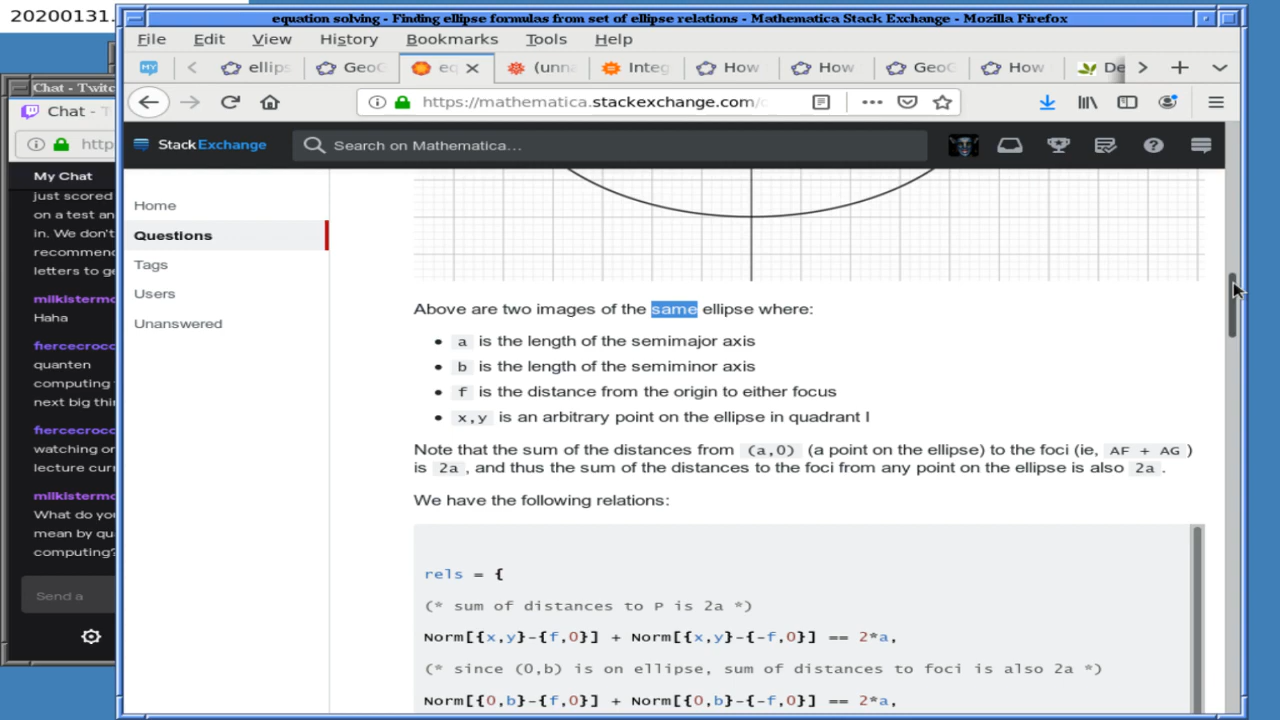 20200131.
equation solving - Finding ellipse formulas from set of ellipse relations - Mathematica Stack Exchange - Mozilla Firefox
File Edit View History Bookmarks Tools Help
ellips GeoG eq (unna Integ How How GeoG How De
https://mathematica.stackexchange.com/
StackExchange Search on Mathematica...
Home
Questions
Tags
Users
Unanswered
Above are two images of the same ellipse where:
• a is the length of the semimajor axis
• b is the length of the semiminor axis
• f is the distance from the origin to either focus
• x,y is an arbitrary point on the ellipse in quadrant I
Note that the sum of the distances from (a,0) (a point on the ellipse) to the foci (ie, AF + AG )
is 2a , and thus the sum of the distances to the foci from any point on the ellipse is also 2a .
We have the following relations:
rels = {
(* sum of distances to P is 2a *)
Norm[{x,y}-{f,0}] + Norm[{x,y}-{-f,0}] == 2*a,
(* since (0,b) is on ellipse, sum of distances to foci is also 2a *)
Norm[{0,b}-{f,0}] + Norm[{0,b}-{-f,0}] == 2*a,
Chat - Twitc
Chat - T
http
My Chat
just scored
on a test an
in. We don't
recommend
letters to ge
milkistermo
Haha
fiercecroco
quanten
computing
next big thin
fiercecroco
watching or
lecture curr
milkistermo
What do you
mean by qu
computing?
Send a